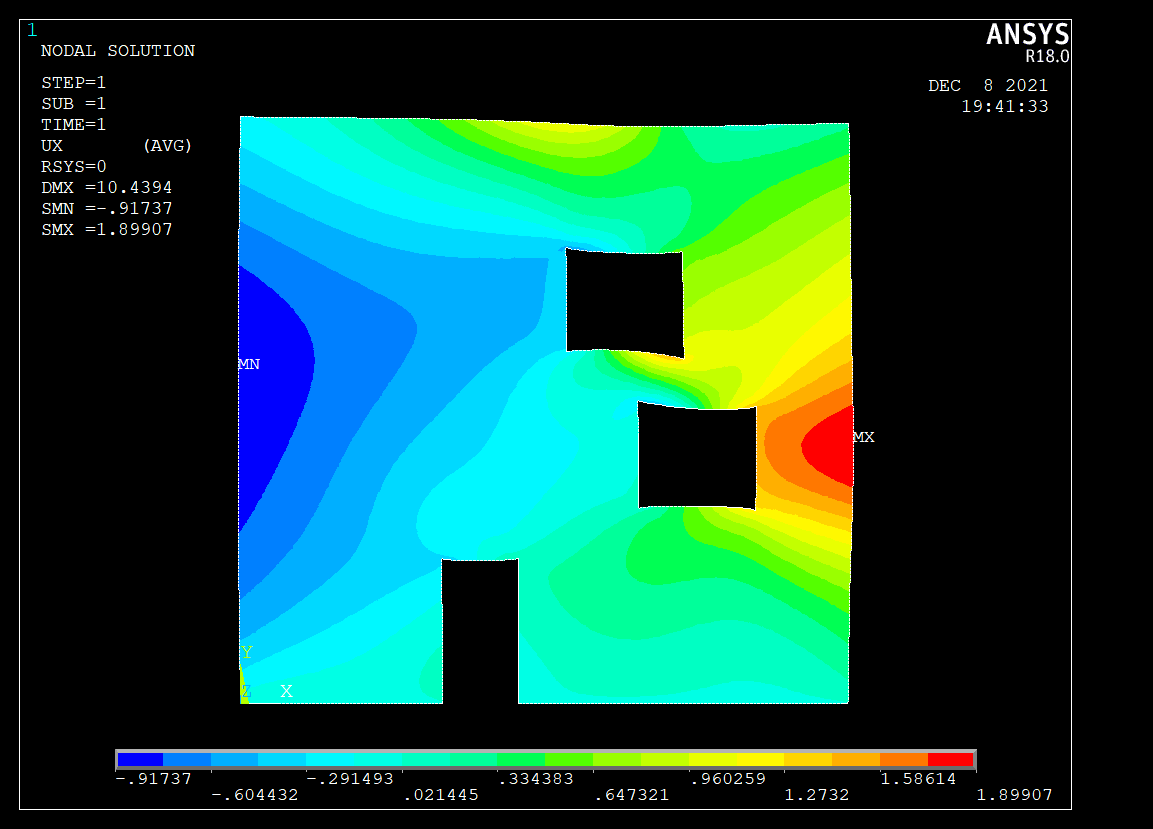 1
ANSYS
R18.0
NODAL SOLUTION
STEP=1
SUB =1
TIME=1
UX (AVG)
RSYS=0
DMX =10.4394
SMN =-.91737
SMX =1.89907
DEC 8 2021
19:41:33
MN
MX
Y
Z X
-.91737 -.291493 .334383 .960259 1.58614
-.604432 .021445 .647321 1.2732 1.89907